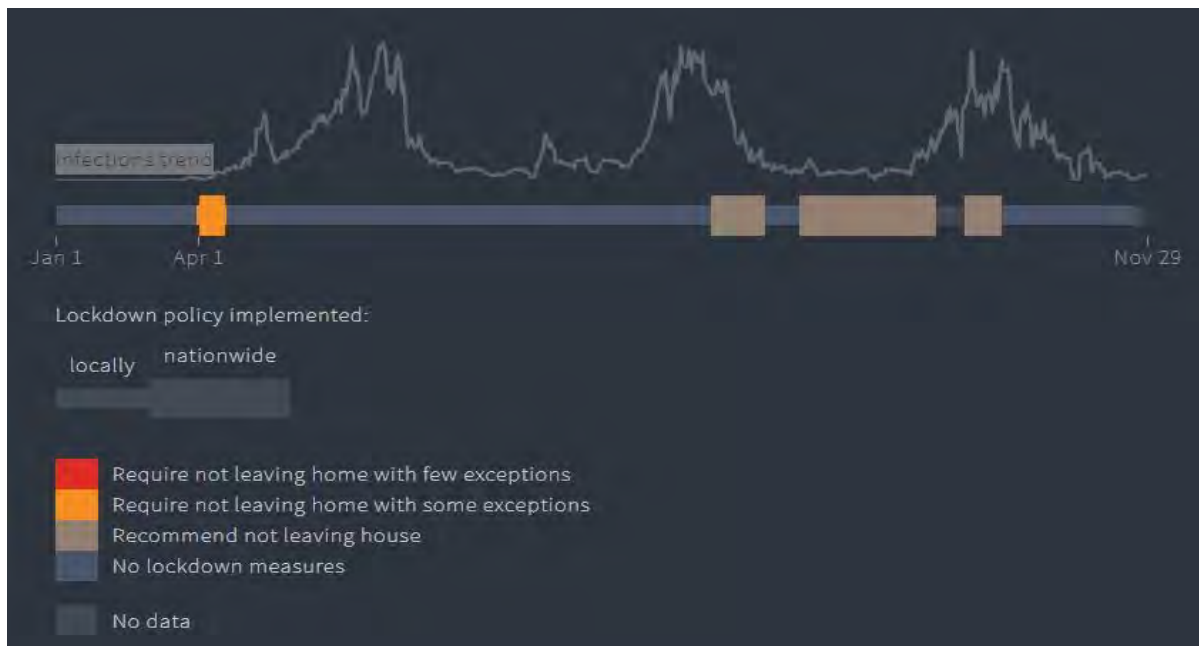 Infections trend
Jan 1
Apr 1
Nov 29
Lockdown policy implemented:
locally
nationwide
Require not leaving home with few exceptions
Require not leaving home with some exceptions
Recommend not leaving house
No lockdown measures
No data